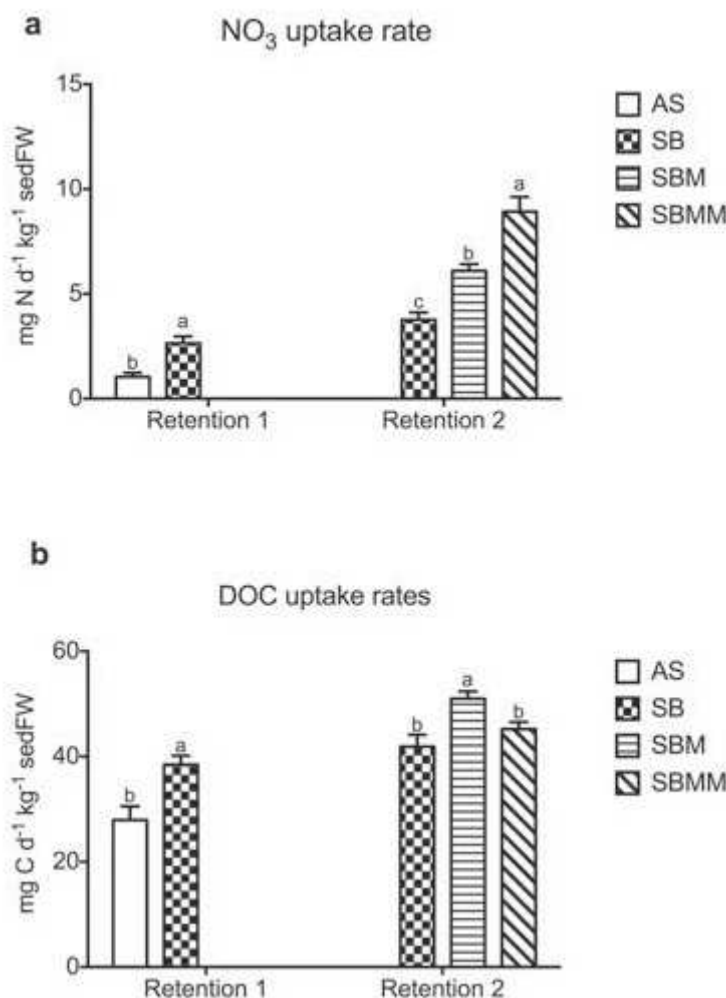 a
NO₃ uptake rate
mg N d⁻¹ kg⁻¹ sedFW
15
10
5
0
b
a
c
b
a
Retention 1
Retention 2
AS
SB
SBM
SBMM
b
DOC uptake rates
mg C d⁻¹ kg⁻¹ sedFW
60
40
20
0
b
a
b
a
b
Retention 1
Retention 2
AS
SB
SBM
SBMM